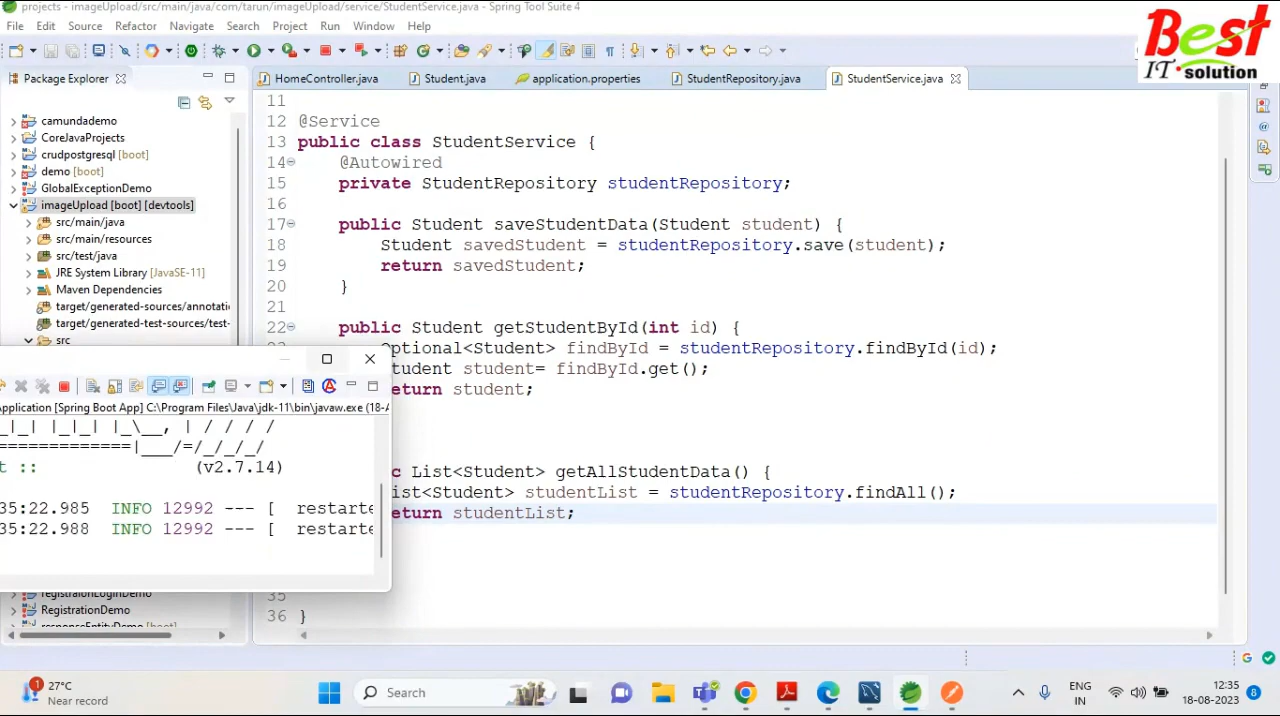 projects - imageUpload/src/main/java/com/tarun/imageUpload/service/StudentService.java - Spring Tool Suite 4
File Edit Source Refactor Navigate Search Project Run Window Help
Best
IT solution
Package Explorer
HomeController.java Student.java application.properties StudentRepository.java StudentService.java
camundademo
CoreJavaProjects
crudpostgresql [boot]
demo [boot]
GlobalExceptionDemo
imageUpload [boot] [devtools]
src/main/java
src/main/resources
src/test/java
JRE System Library [JavaSE-11]
Maven Dependencies
target/generated-sources/annotati
target/generated-test-sources/test-
src
11
12 @Service
13 public class StudentService {
14 @Autowired
15 private StudentRepository studentRepository;
16
17 public Student saveStudentData(Student student) {
18 Student savedStudent = studentRepository.save(student);
19 return savedStudent;
20 }
21
22 public Student getStudentById(int id) {
Optional<Student> findById = studentRepository.findById(id);
tudent student= findById.get();
eturn student;
c List<Student> getAllStudentData() {
ist<Student> studentList = studentRepository.findAll();
eturn studentList;
35
36 }
pplication [Spring Boot App] C:\Program Files\Java\jdk-11\bin\javaw.exe (18-A
_|_| |_|_| |_\__, | / / / /
=============|___/=/_/_/_/
t :: (v2.7.14)
35:22.985 INFO 12992 --- [ restarte
35:22.988 INFO 12992 --- [ restarte
registrationLoginDemo
RegistrationDemo
responseEntityDemo [boot]
27°C
Near record
1
Search
ENG
IN
12:35
18-08-2023
8